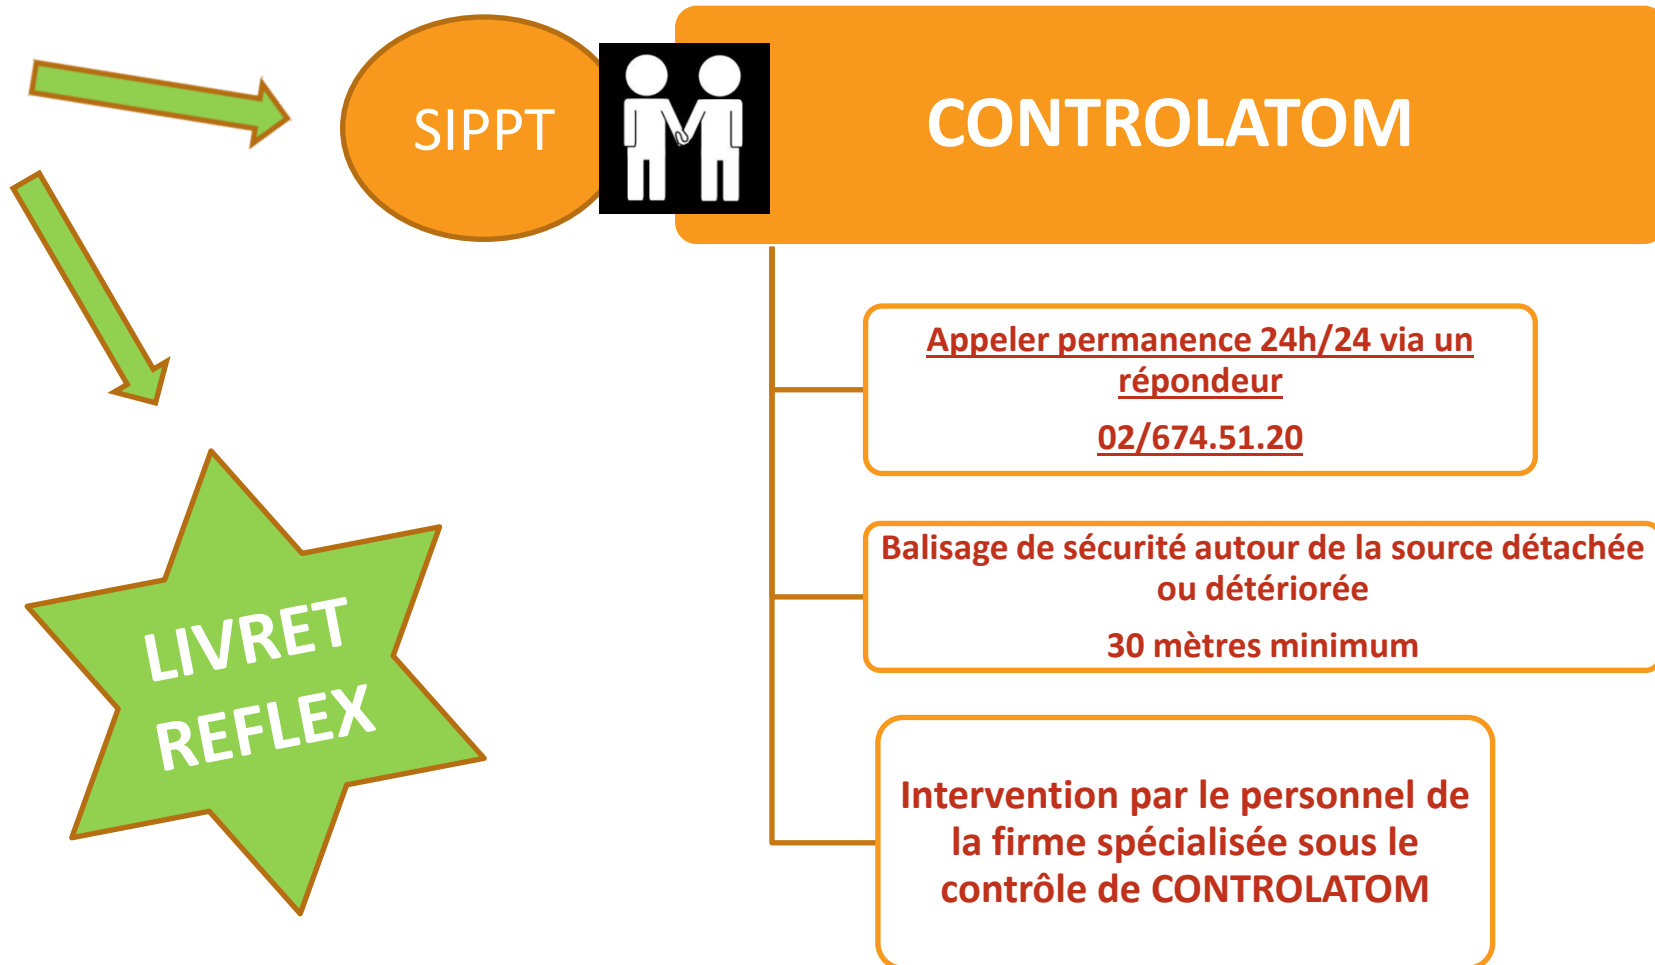 SIPPT
CONTROLATOM
Appeler permanence 24h/24 via un
répondeur
02/674.51.20
Balisage de sécurité autour de la source détachée
ou détériorée
30 mètres minimum
LIVRET
REFLEX
Intervention par le personnel de
la firme spécialisée sous le
contrôle de CONTROLATOM